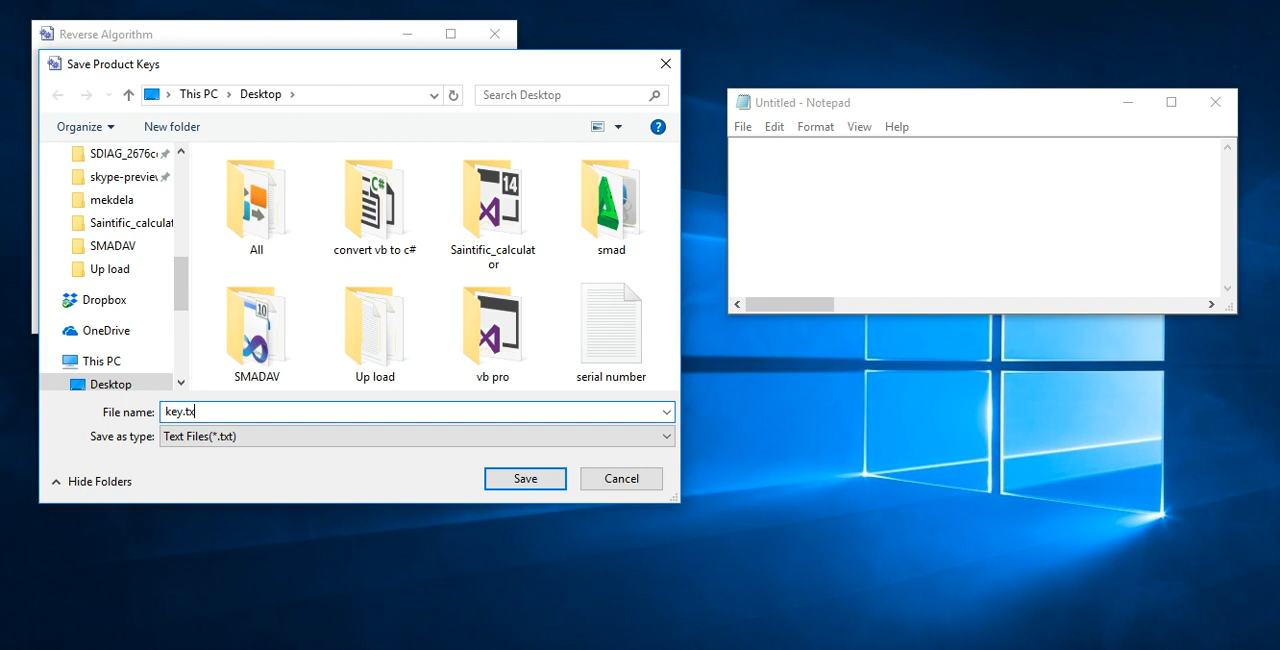 Reverse Algorithm
Save Product Keys
This PC
Desktop
Search Desktop
Organize
New folder
SDIAG_2676c
skype-preview
mekdela
Saintific_calculat
SMADAV
Up load
Dropbox
OneDrive
This PC
Desktop
All
convert vb to c#
Saintific_calculat
or
smad
SMADAV
Up load
vb pro
serial number
C#
14
10
File name:
key.tx
Save as type:
Text Files(*.txt)
Hide Folders
Save
Cancel
Untitled - Notepad
File Edit Format View Help